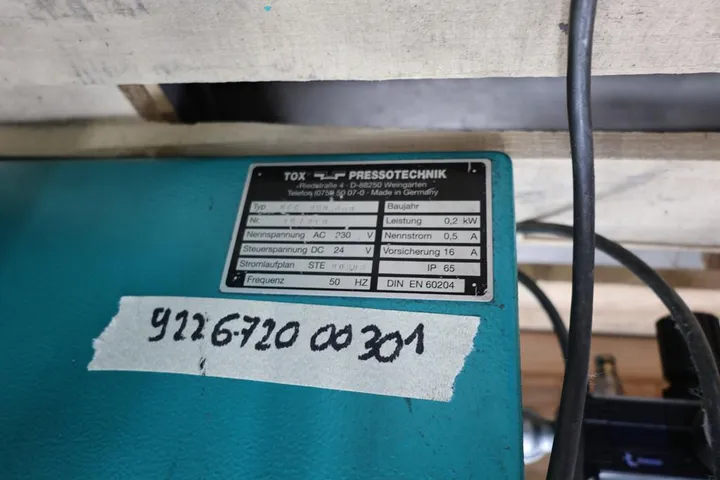 TOX PRESSOTECHNIK
Riedstraße 4 · D-88250 Weingarten
Telefon (0751) 50 07-0 · Made in Germany
Typ
Baujahr
Nr.
Leistung 0,2 kW
Nennspannung AC 230 V
Nennstrom 0,5 A
Steuerspannung DC 24 V
Vorsicherung 16 A
Stromlaufplan STE
IP 65
Frequenz 50 HZ
DIN EN 60204
9226-720 00301